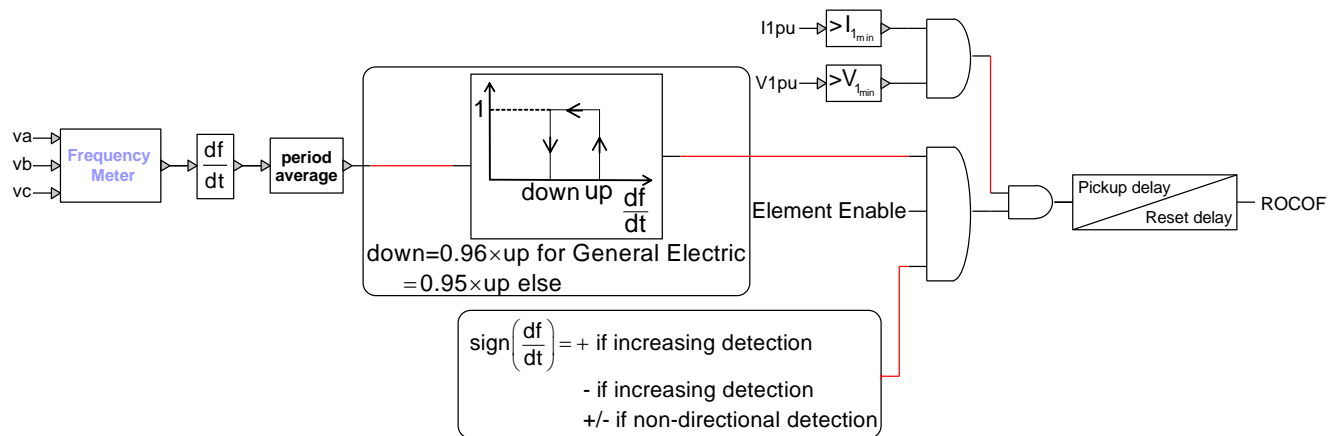 I1pu
>I1min
V1pu
>V1min
va
vb
vc
Frequency
Meter
df
dt
period
average
1
down up
df
dt
down=0.96×up for General Electric
=0.95×up else
Element Enable
Pickup delay
Reset delay
ROCOF
sign(df/dt)= + if increasing detection
- if increasing detection
+/- if non-directional detection